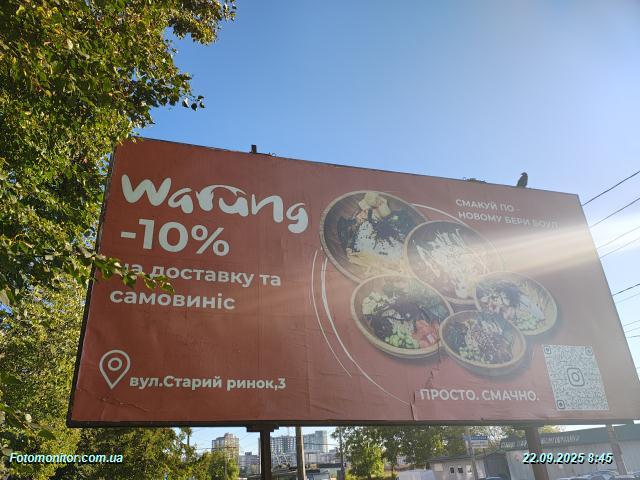 Warung
-10%
на доставку та
самовиніс
вул.Старий ринок,3
СМАКУЙ ПО -
НОВОМУ БЕРИ БОУЛ
ПРОСТО. СМАЧНО.
Fotomonitor.com.ua
22.09.2025 8:45